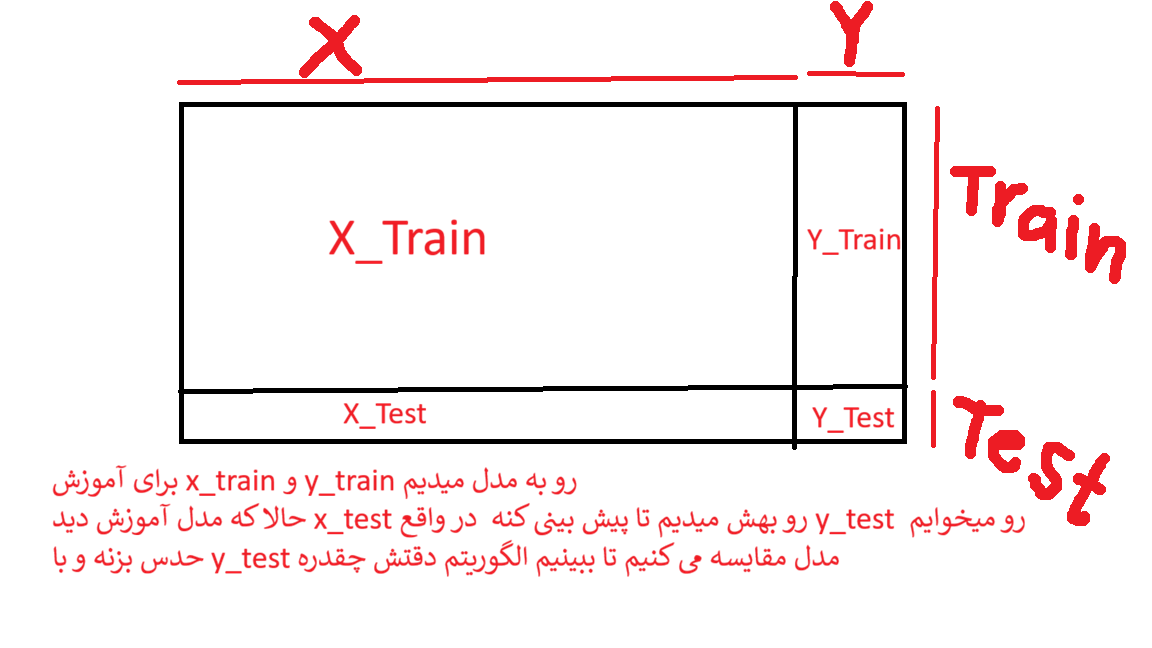 X
Y
X_Train
Y_Train
Train
X_Test
Y_Test
Test
برای آموزش x_train و y_train رو به مدل میدیم
حالا که مدل آموزش دید x_test رو بهش میدیم تا پیش بینی کنه در واقع y_test رو میخوایم
حدس بزنه و با y_test مدل مقایسه می کنیم تا ببینیم الگوریتم دقتش چقدره